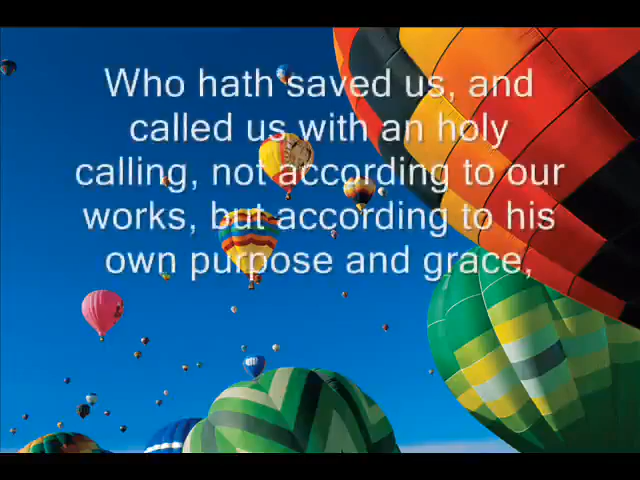 Who hath saved us, and
called us with an holy
calling, not according to our
works, but according to his
own purpose and grace,